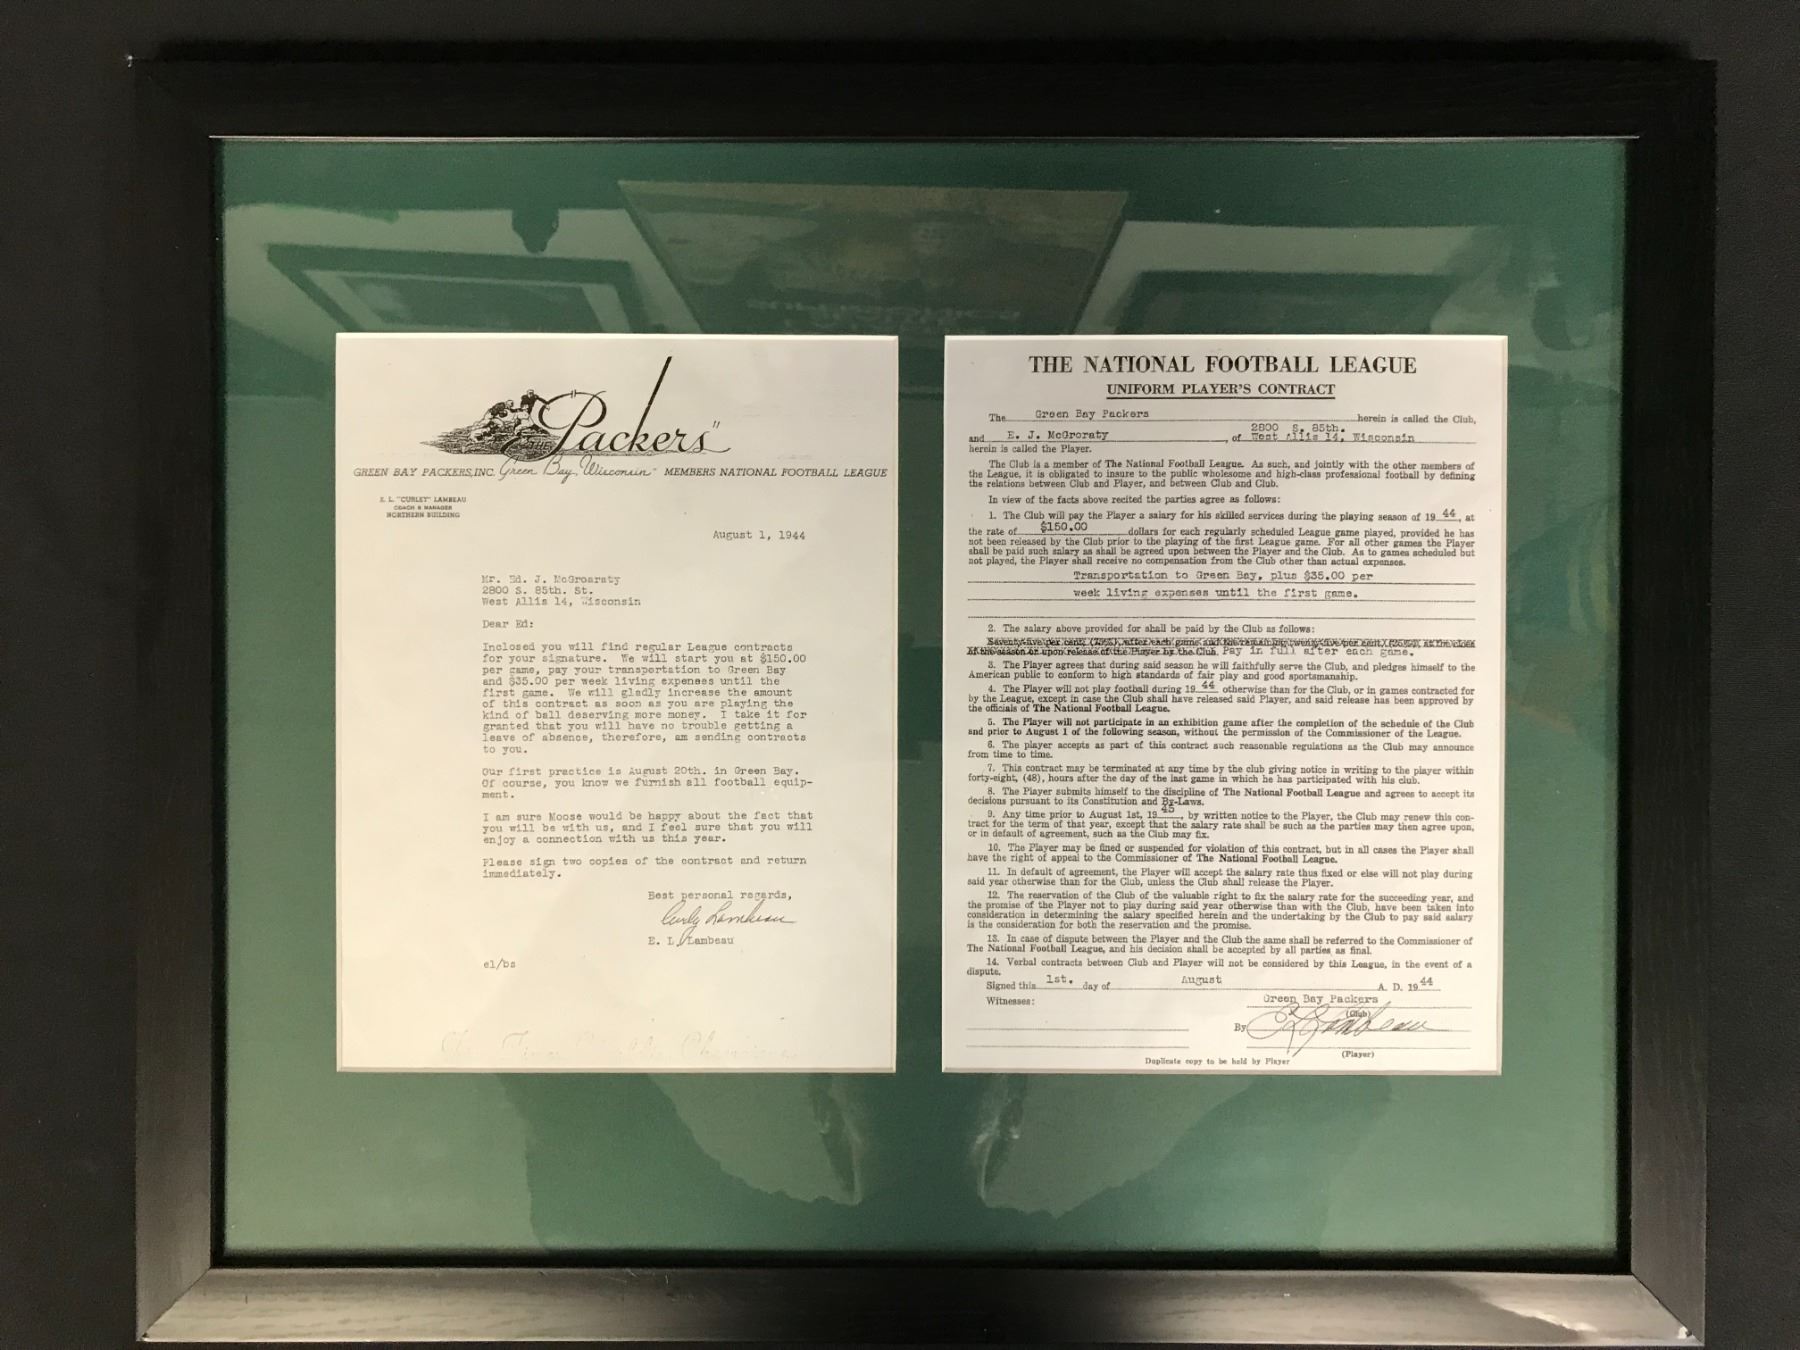 THE Packers"
GREEN BAY PACKERS, INC. Green Bay, Wisconsin" MEMBERS NATIONAL FOOTBALL LEAGUE
E. L. "CURLEY" LAMBEAU
COACH & MANAGER
NORTHERN BUILDING
August 1, 1944
Mr. Ed. J. McGroaraty
2800 S. 85th. St.
West Allis 14, Wisconsin
Dear Ed:
Inclosed you will find regular League contracts
for your signature. We will start you at $150.00
per game, pay your transportation to Green Bay
and $35.00 per week living expenses until the
first game. We will gladly increase the amount
of this contract as soon as you are playing the
kind of ball deserving more money. I take it for
granted that you will have no trouble getting a
leave of absence, therefore, am sending contracts
to you.
Our first practice is August 20th. in Green Bay.
Of course, you know we furnish all football equip-
ment.
I am sure Moose would be happy about the fact that
you will be with us, and I feel sure that you will
enjoy a connection with us this year.
Please sign two copies of the contract and return
immediately.
Best personal regards,
Curly Lambeau
E. L. Lambeau
el/bs
THE NATIONAL FOOTBALL LEAGUE
UNIFORM PLAYER'S CONTRACT
The Green Bay Packers herein is called the Club,
2800 S. 85th.
and E. J. McGroraty, of West Allis 14, Wisconsin
herein is called the Player.
The Club is a member of The National Football League. As such, and jointly with the other members of
the League, it is obligated to insure to the public wholesome and high-class professional football by defining
the relations between Club and Player, and between Club and Club.
In view of the facts above recited the parties agree as follows:
1. The Club will pay the Player a salary for his skilled services during the playing season of 19 44, at
the rate of $150.00 dollars for each regularly scheduled League game played, provided he has
not been released by the Club prior to the playing of the first League game. For all other games the Player
shall be paid such salary as shall be agreed upon between the Player and the Club. As to games scheduled but
not played, the Player shall receive no compensation from the Club other than actual expenses.
Transportation to Green Bay, plus $35.00 per
week living expenses until the first game.
2. The salary above provided for shall be paid by the Club as follows:
Seventy-five per cent, (75%), after each game and the remaining twenty-five per cent, (25%), at the close
of the season or upon release of the Player by the Club. Pay in full after each game.
3. The Player agrees that during said season he will faithfully serve the Club, and pledges himself to the
American public to conform to high standards of fair play and good sportsmanship.
4. The Player will not play football during 19 44 otherwise than for the Club, or in games contracted for
by the League, except in case the Club shall have released said Player, and said release has been approved by
the officials of The National Football League.
5. The Player will not participate in an exhibition game after the completion of the schedule of the Club
and prior to August 1 of the following season, without the permission of the Commissioner of the League.
6. The player accepts as part of this contract such reasonable regulations as the Club may announce
from time to time.
7. This contract may be terminated at any time by the club giving notice in writing to the player within
forty-eight, (48), hours after the day of the last game in which he has participated with his club.
8. The Player submits himself to the discipline of The National Football League and agrees to accept its
decisions pursuant to its Constitution and By-Laws.
9. Any time prior to August 1st, 19 45, by written notice to the Player, the Club may renew this con-
tract for the term of that year, except that the salary rate shall be such as the parties may then agree upon,
or in default of agreement, such as the Club may fix.
10. The Player may be fined or suspended for violation of this contract, but in all cases the Player shall
have the right of appeal to the Commissioner of The National Football League.
11. In default of agreement, the Player will accept the salary rate thus fixed or else will not play during
said year otherwise than for the Club, unless the Club shall release the Player.
12. The reservation of the Club of the valuable right to fix the salary rate for the succeeding year, and
the promise of the Player not to play during said year otherwise than with the Club, have been taken into
consideration in determining the salary specified herein and the undertaking by the Club to pay said salary
is the consideration for both the reservation and the promise.
13. In case of dispute between the Player and the Club the same shall be referred to the Commissioner of
The National Football League, and his decision shall be accepted by all parties as final.
14. Verbal contracts between Club and Player will not be considered by this League, in the event of a
dispute.
Signed this 1st. day of August A. D. 19 44
Witnesses:
Green Bay Packers
(Club)
By E L Lambeau
(Player)
Duplicate copy to be held by Player